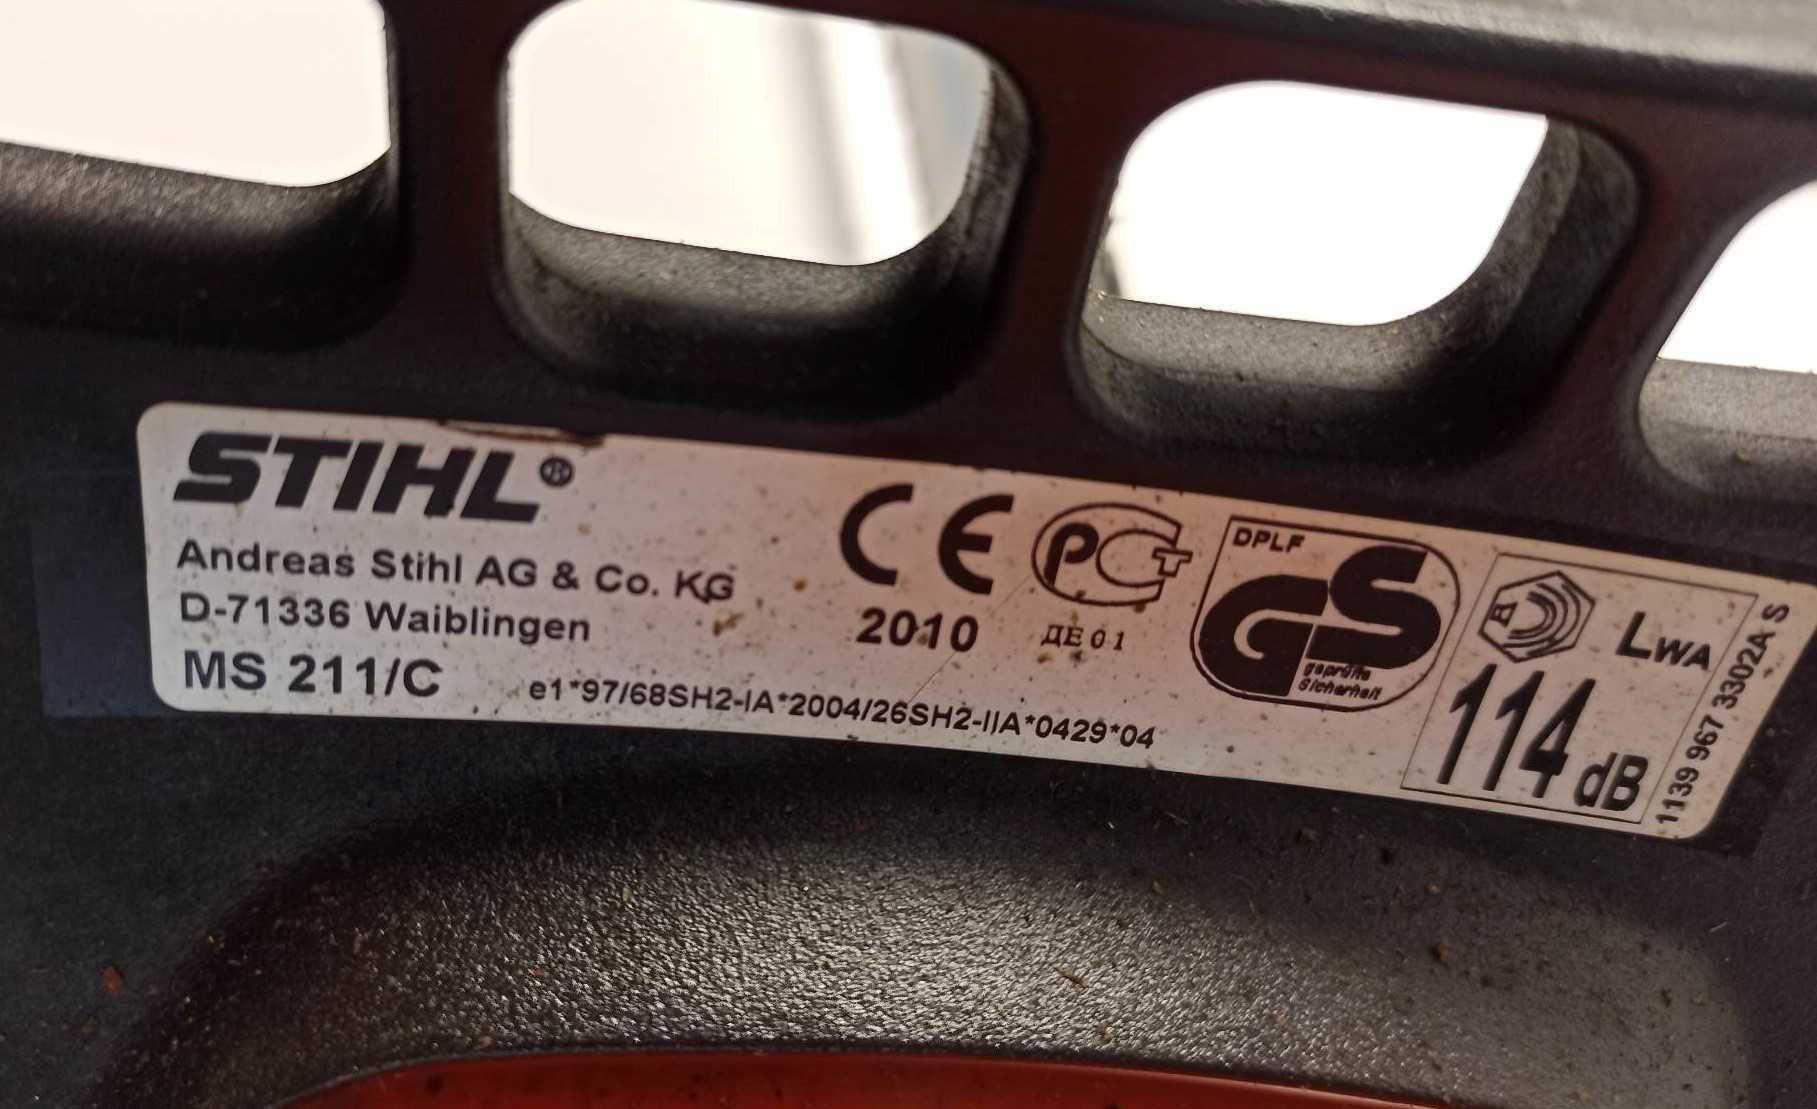 STIHL®
Andreas Stihl AG & Co. KG
D-71336 Waiblingen
MS 211/C
CE
2010
РСТ
ДЕ 01
e1*97/68SH2-IA*2004/26SH2-IIA*0429*04
DPLF
GS
geprüfte
Sicherheit
LWA
114 dB
1139 967 3302A S